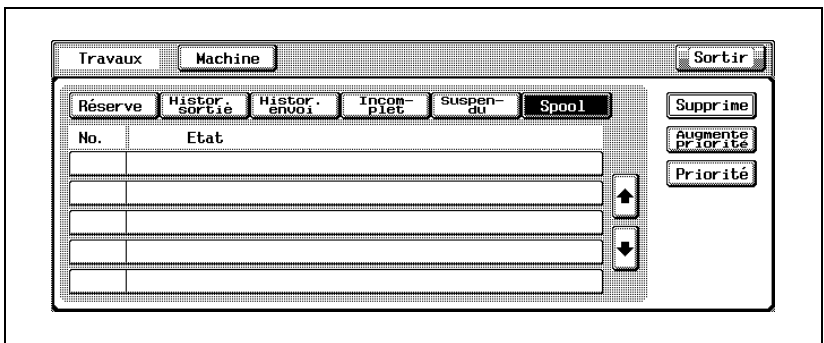 Travaux Machine Sortir
Réserve Histor. sortie Histor. envoi Incom- plet Suspen- du Spool Supprime
No. Etat Augmente priorité
Priorité